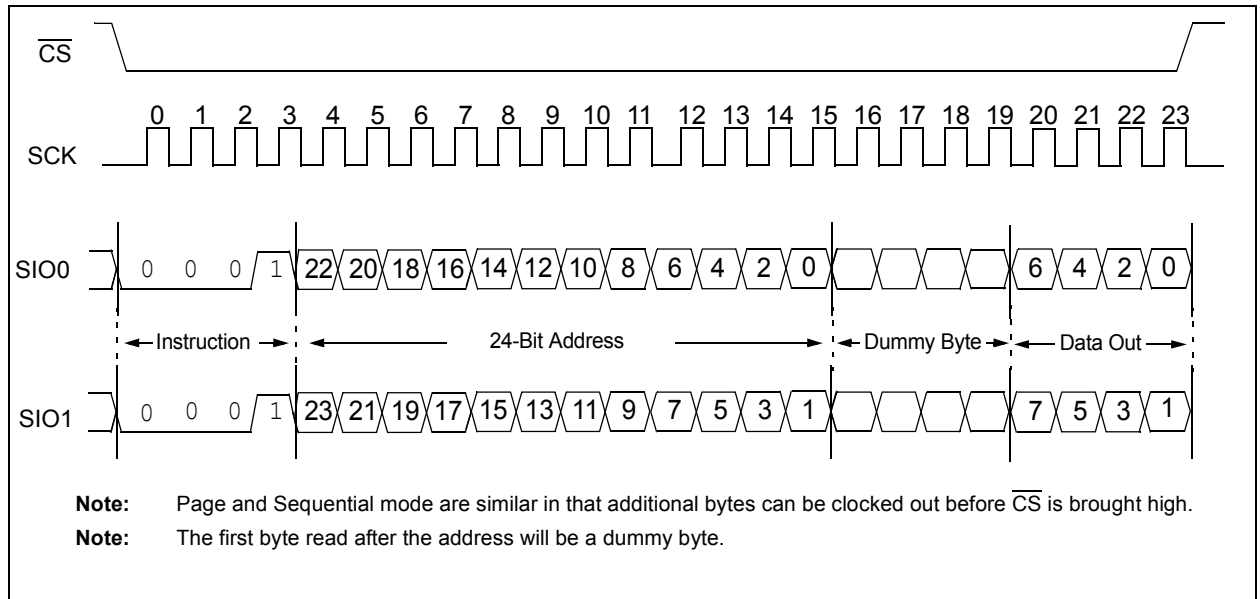 CS
0 1 2 3 4 5 6 7 8 9 10 11 12 13 14 15 16 17 18 19 20 21 22 23
SCK
SIO0 0 0 0 1 22 20 18 16 14 12 10 8 6 4 2 0 6 4 2 0
Instruction 24-Bit Address Dummy Byte Data Out
SIO1 0 0 0 1 23 21 19 17 15 13 11 9 7 5 3 1 7 5 3 1
Note: Page and Sequential mode are similar in that additional bytes can be clocked out before CS is brought high.
Note: The first byte read after the address will be a dummy byte.